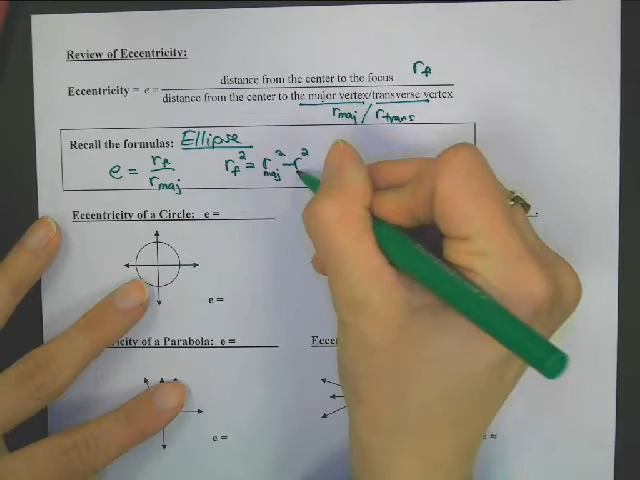 Review of Eccentricity:
distance from the center to the focus r_f
Eccentricity = e =
distance from the center to the major vertex/transverse vertex
r_maj / r_trans
Recall the formulas: Ellipse
e = r_f / r_maj r_f² = r_maj² - r²
Eccentricity of a Circle: e =
e =
icity of a Parabola: e =
Ecce
e =